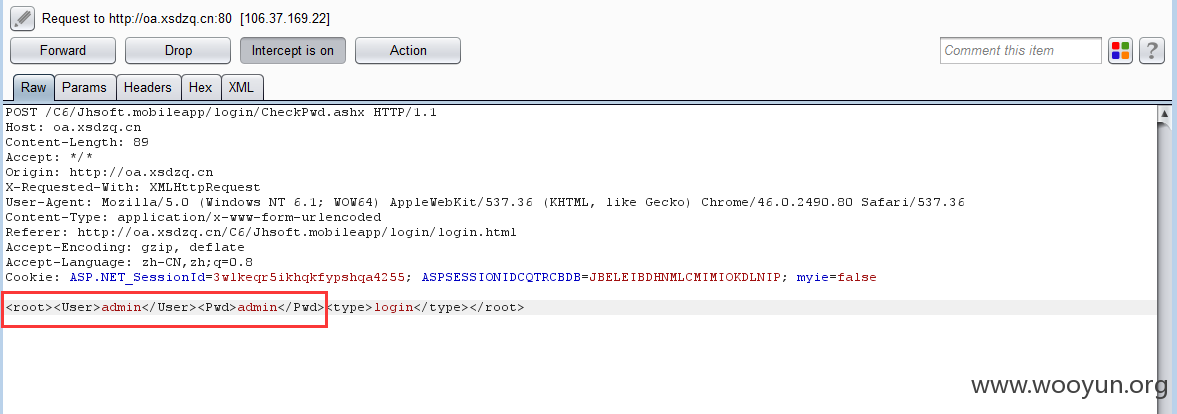 Request to http://oa.xsdzq.cn:80 [106.37.169.22]
Forward Drop Intercept is on Action Comment this item ?
Raw Params Headers Hex XML
POST /C6/Jhsoft.mobileapp/login/CheckPwd.ashx HTTP/1.1
Host: oa.xsdzq.cn
Content-Length: 89
Accept: */*
Origin: http://oa.xsdzq.cn
X-Requested-With: XMLHttpRequest
User-Agent: Mozilla/5.0 (Windows NT 6.1; WOW64) AppleWebKit/537.36 (KHTML, like Gecko) Chrome/46.0.2490.80 Safari/537.36
Content-Type: application/x-www-form-urlencoded
Referer: http://oa.xsdzq.cn/C6/Jhsoft.mobileapp/login/login.html
Accept-Encoding: gzip, deflate
Accept-Language: zh-CN,zh;q=0.8
Cookie: ASP.NET_SessionId=3wlkeqr5ikhqkfypshqa4255; ASPSESSIONIDCQTRCBDB=JBELEIBDHNMLCMIMIOKDLNIP; myie=false
<root><User>admin</User><Pwd>admin</Pwd><type>login</type></root>
www.wooyun.org